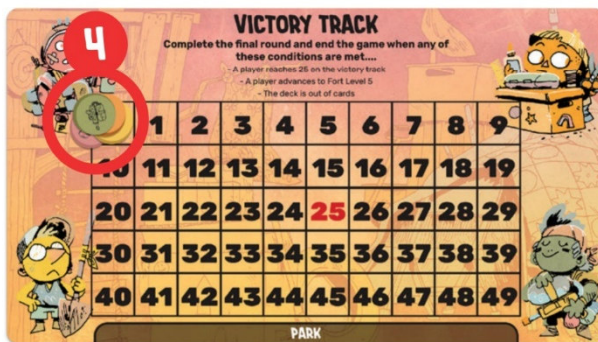 4
VICTORY TRACK
Complete the final round and end the game when any of
these conditions are met....
- A player reaches 25 on the victory track
- A player advances to Fort Level 5
- The deck is out of cards
1 2 3 4 5 6 7 8 9
10 11 12 13 14 15 16 17 18 19
20 21 22 23 24 25 26 27 28 29
30 31 32 33 34 35 36 37 38 39
40 41 42 43 44 45 46 47 48 49
PARK